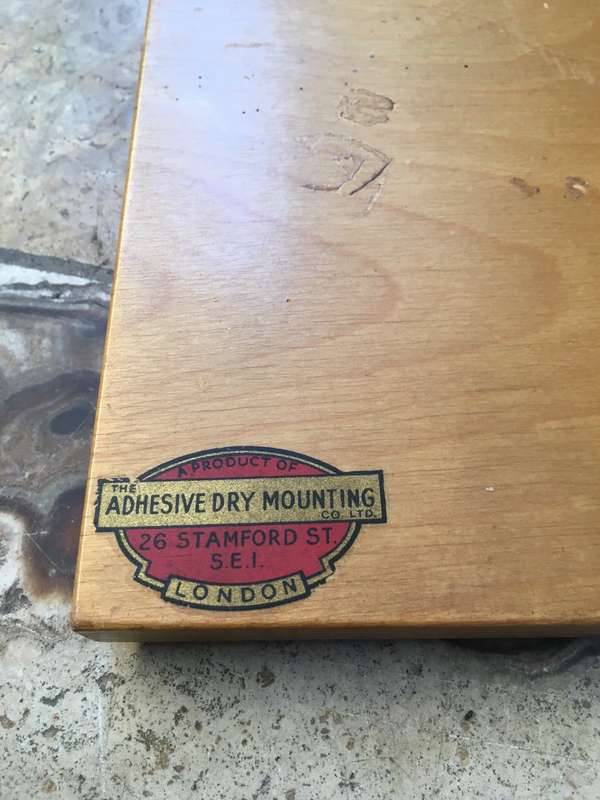 A PRODUCT OF
THE
ADHESIVE DRY MOUNTING
CO. LTD.
26 STAMFORD ST.
S.E.1.
LONDON